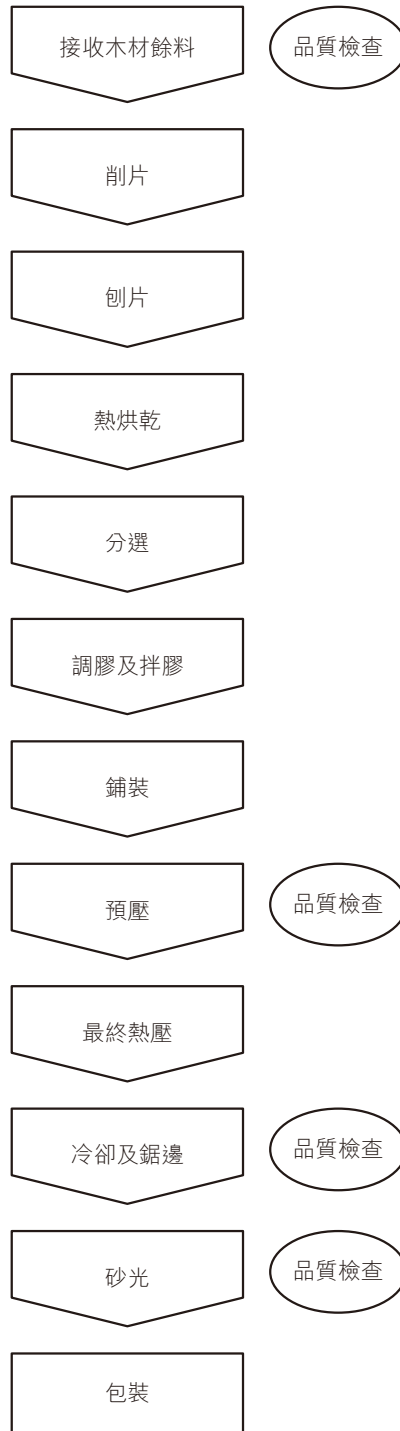 接收木材餘料
品質檢查
削片
刨片
熱烘乾
分選
調膠及拌膠
鋪裝
預壓
品質檢查
最終熱壓
冷卻及鋸邊
品質檢查
砂光
品質檢查
包裝